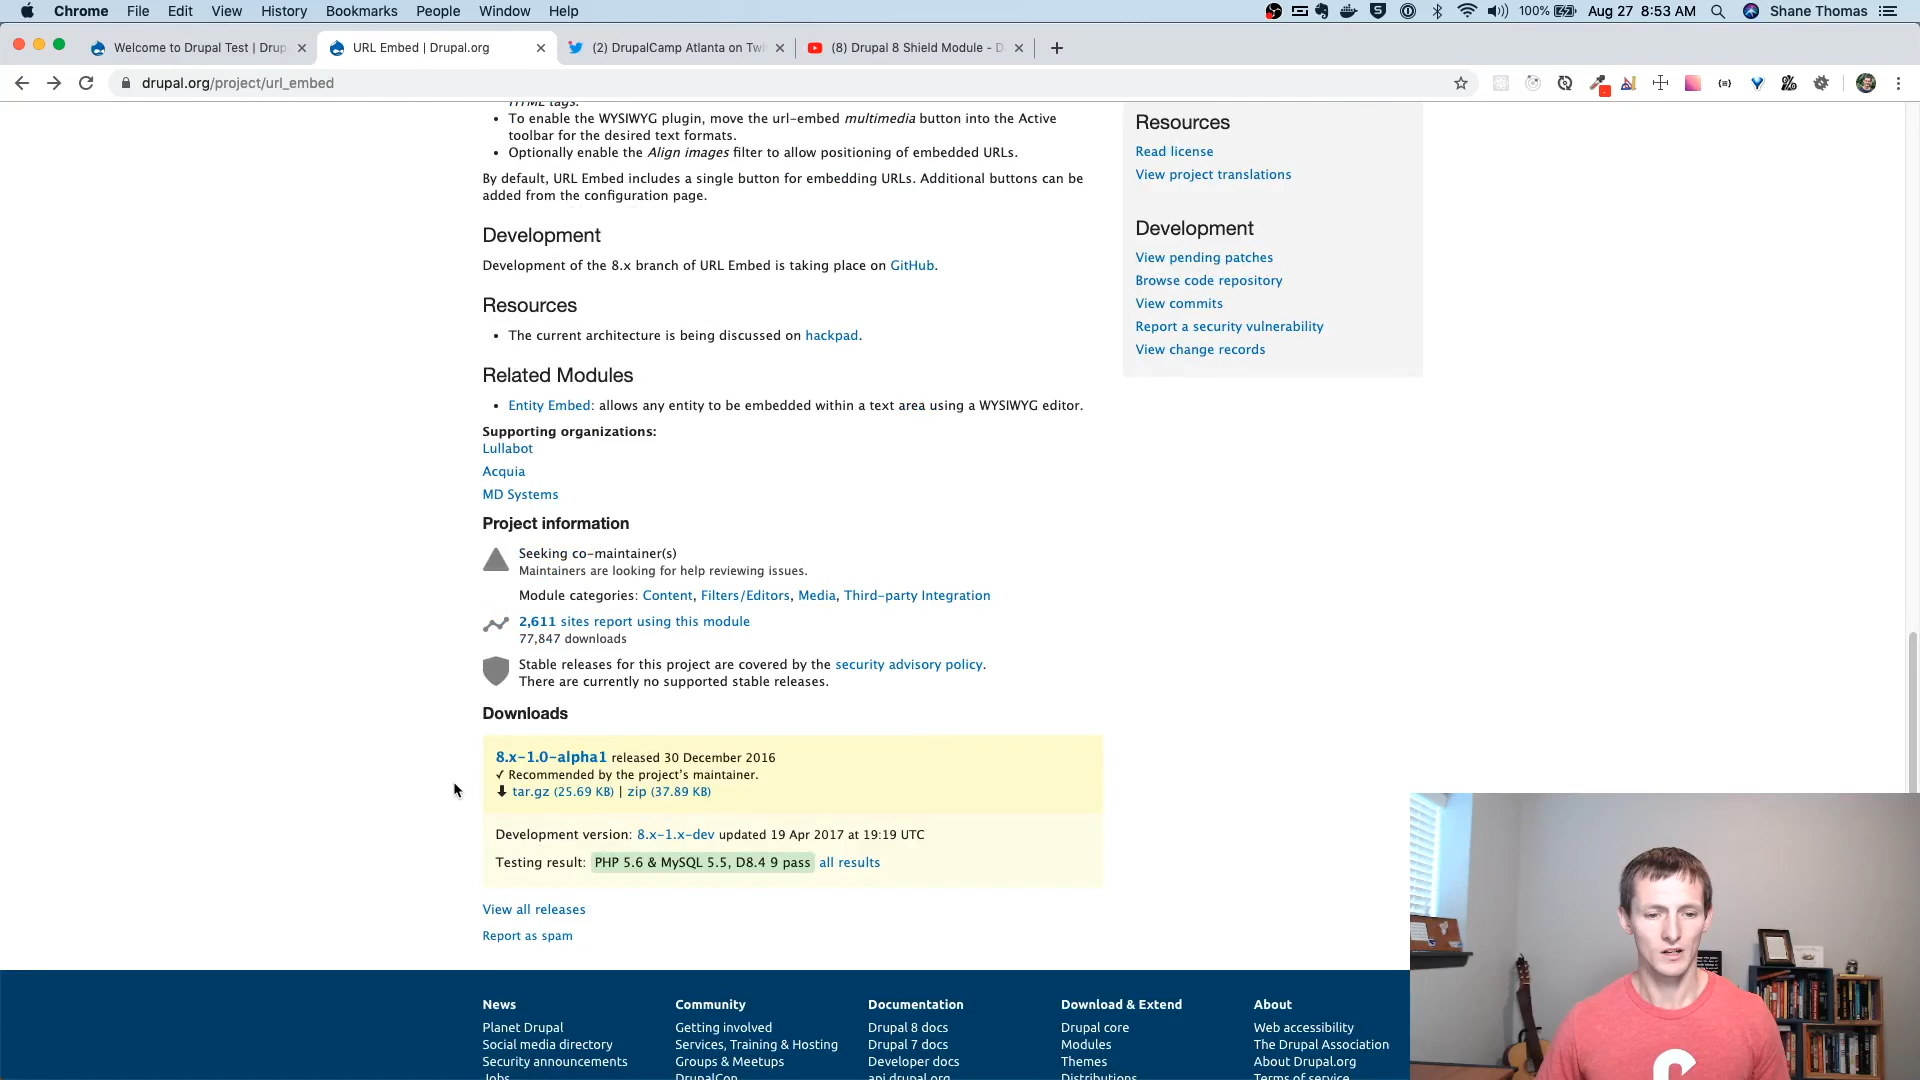 Chrome File Edit View History Bookmarks People Window Help 100% Aug 27 8:53 AM Shane Thomas
Welcome to Drupal Test | Drup URL Embed | Drupal.org (2) DrupalCamp Atlanta on Twi (8) Drupal 8 Shield Module - D
drupal.org/project/url_embed
HTML tags.
• To enable the WYSIWYG plugin, move the url-embed multimedia button into the Active
toolbar for the desired text formats.
• Optionally enable the Align images filter to allow positioning of embedded URLs.
By default, URL Embed includes a single button for embedding URLs. Additional buttons can be
added from the configuration page.
Development
Development of the 8.x branch of URL Embed is taking place on GitHub.
Resources
• The current architecture is being discussed on hackpad.
Related Modules
• Entity Embed: allows any entity to be embedded within a text area using a WYSIWYG editor.
Supporting organizations:
Lullabot
Acquia
MD Systems
Project information
Seeking co-maintainer(s)
Maintainers are looking for help reviewing issues.
Module categories: Content, Filters/Editors, Media, Third-party Integration
2,611 sites report using this module
77,847 downloads
Stable releases for this project are covered by the security advisory policy.
There are currently no supported stable releases.
Downloads
8.x-1.0-alpha1 released 30 December 2016
✓ Recommended by the project's maintainer.
tar.gz (25.69 KB) | zip (37.89 KB)
Development version: 8.x-1.x-dev updated 19 Apr 2017 at 19:19 UTC
Testing result: PHP 5.6 & MySQL 5.5, D8.4 9 pass all results
View all releases
Report as spam
Resources
Read license
View project translations
Development
View pending patches
Browse code repository
View commits
Report a security vulnerability
View change records
News
Planet Drupal
Social media directory
Security announcements
Jobs
Community
Getting involved
Services, Training & Hosting
Groups & Meetups
DrupalCon
Documentation
Drupal 8 docs
Drupal 7 docs
Developer docs
api.drupal.org
Download & Extend
Drupal core
Modules
Themes
Distributions
About
Web accessibility
The Drupal Association
About Drupal.org
Terms of service